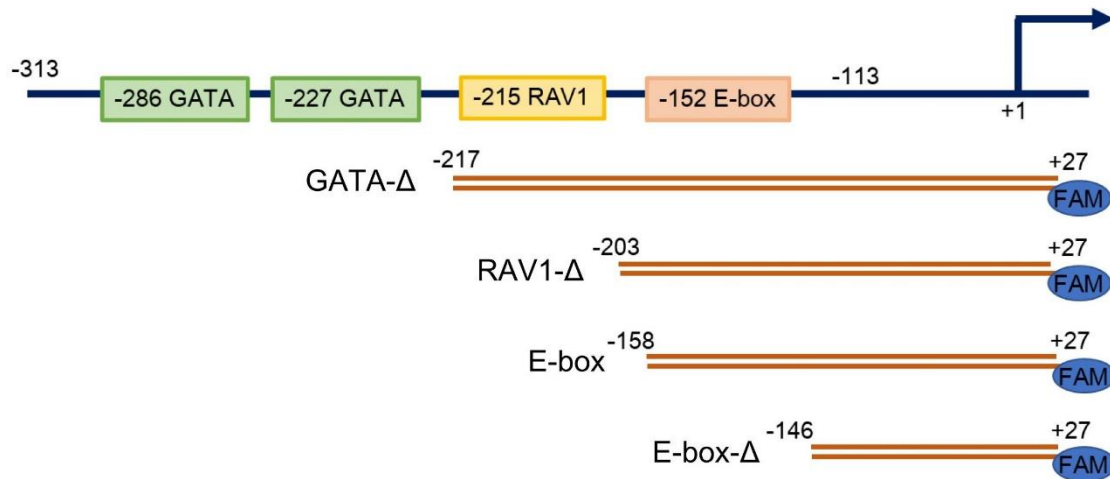 -313
-286 GATA
-227 GATA
-215 RAV1
-152 E-box
-113
+1
GATA-Δ
-217
+27
FAM
RAV1-Δ
-203
+27
FAM
E-box
-158
+27
FAM
E-box-Δ
-146
+27
FAM